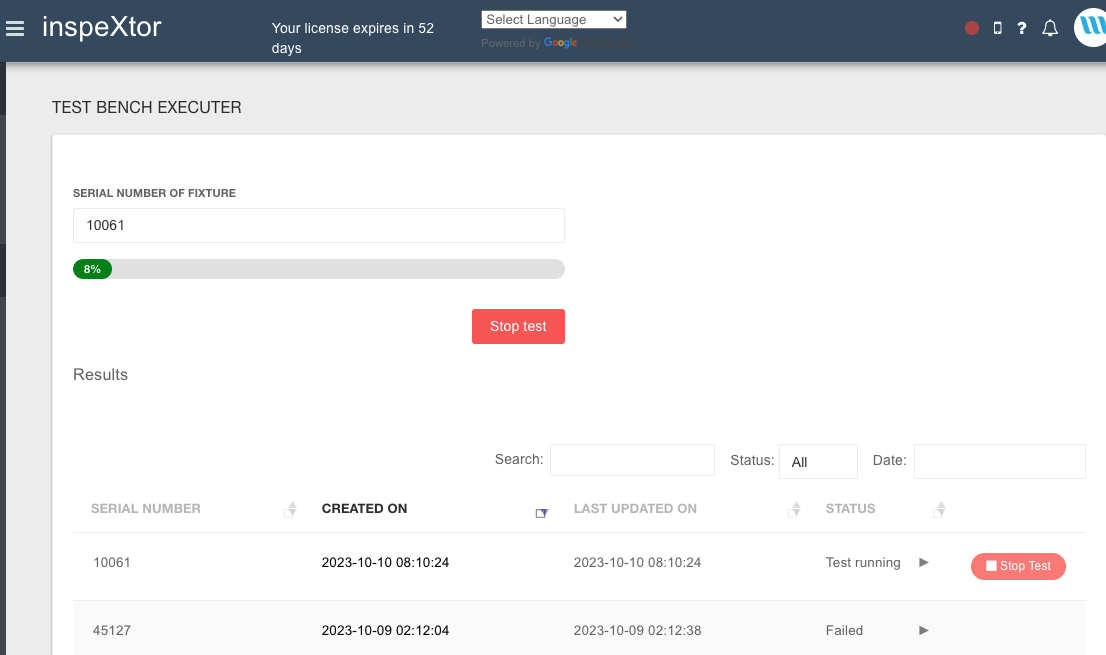 inspeXtor
Your license expires in 52
days
Select Language
Powered by Google
?
TEST BENCH EXECUTER
SERIAL NUMBER OF FIXTURE
10061
8%
Stop test
Results
Search:
Status: All
Date:
SERIAL NUMBER CREATED ON LAST UPDATED ON STATUS
10061 2023-10-10 08:10:24 2023-10-10 08:10:24 Test running Stop Test
45127 2023-10-09 02:12:04 2023-10-09 02:12:38 Failed